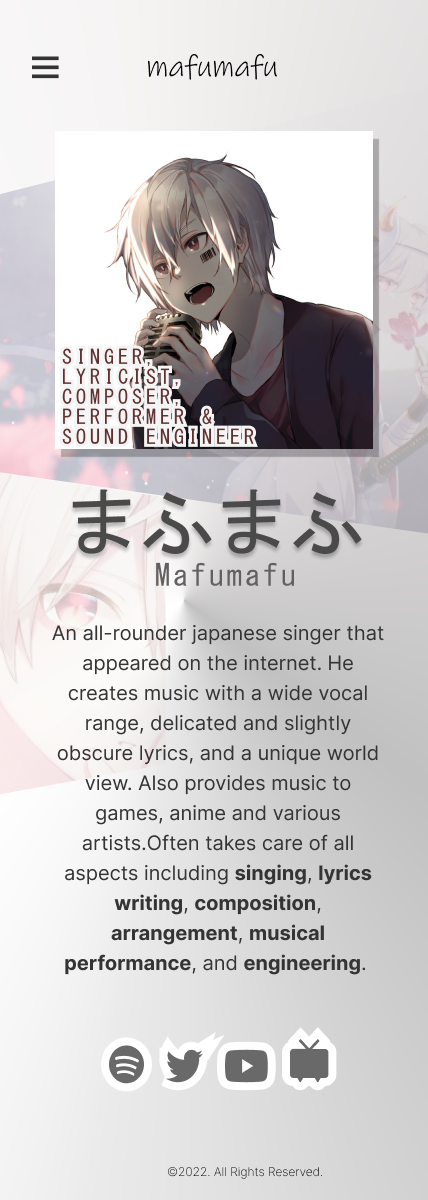 mafumafu
SINGER,
LYRICIST,
COMPOSER,
PERFORMER &
SOUND ENGINEER
まふまふ
Mafumafu
An all-rounder japanese singer that
appeared on the internet. He
creates music with a wide vocal
range, delicated and slightly
obscure lyrics, and a unique world
view. Also provides music to
games, anime and various
artists.Often takes care of all
aspects including singing, lyrics
writing, composition,
arrangement, musical
performance, and engineering.
©2022. All Rights Reserved.